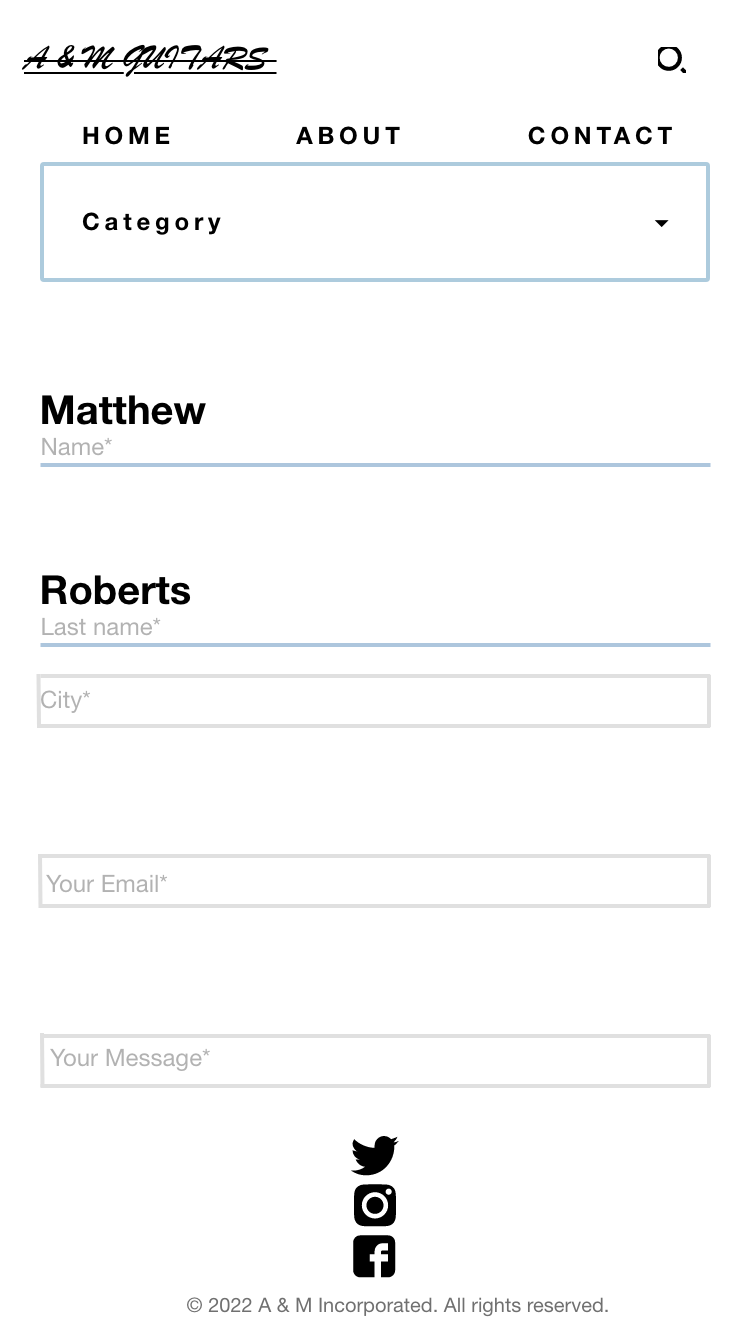 A & M GUITARS
HOME ABOUT CONTACT
Category
Matthew
Name*
Roberts
Last name*
City*
Your Email*
Your Message*
© 2022 A & M Incorporated. All rights reserved.